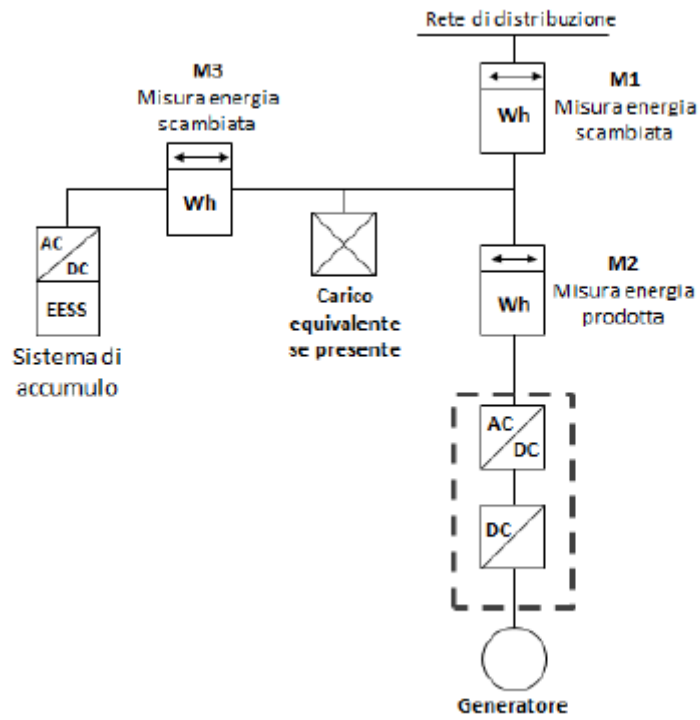 Rete di distribuzione
M3
Misura energia
scambiata
Wh
M1
Misura energia
scambiata
Wh
AC
DC
EESS
Sistema di
accumulo
Carico
equivalente
se presente
Wh
M2
Misura energia
prodotta
AC
DC
DC
Generatore